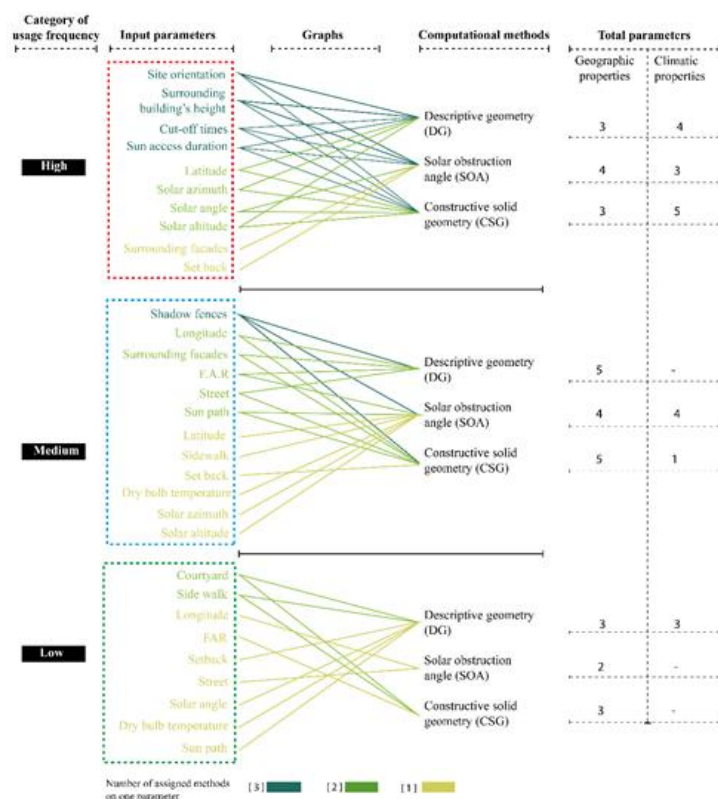 Category of
usage frequency
Input parameters
Graphs
Computational methods
Total parameters
Geographic
properties
Climatic
properties
High
Site orientation
Surrounding
building's height
Cut-off times
Sun access duration
Latitude
Solar azimuth
Solar angle
Solar altitude
Surrounding facades
Set back
Descriptive geometry
(DG)
3 4
Solar obstruction
angle (SOA)
4 3
Constructive solid
geometry (CSG)
3 5
Medium
Shadow fences
Longitude
Surrounding facades
F.A.R
Street
Sun path
Latitude
Sidewalk
Set back
Dry bulb temperature
Solar azimuth
Solar altitude
Descriptive geometry
(DG)
5 -
Solar obstruction
angle (SOA)
4 4
Constructive solid
geometry (CSG)
5 1
Low
Courtyard
Side walk
Longitude
FAR
Setback
Street
Solar angle
Dry bulb temperature
Sun path
Descriptive geometry
(DG)
3 3
Solar obstruction
angle (SOA)
2 -
Constructive solid
geometry (CSG)
3 -
Number of assigned methods
on one parameter
[3] [2] [1]